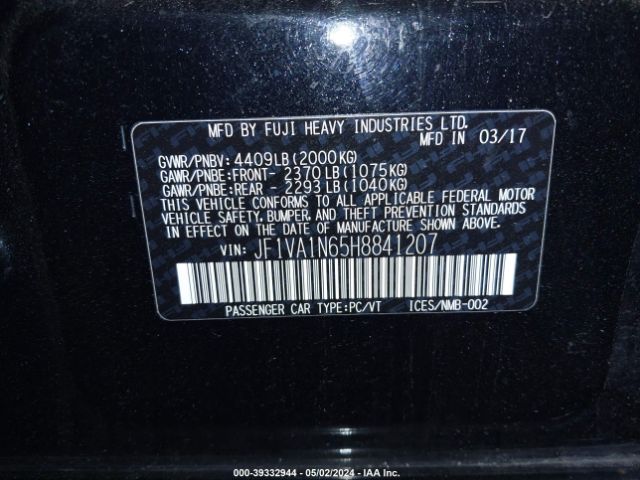 MFD BY FUJI HEAVY INDUSTRIES LTD.
MFD IN 03/17
GVWR/PNBV: 4409LB(2000KG)
GAWR/PNBE:FRONT- 2370LB(1075KG)
GAWR/PNBE:REAR - 2293LB(1040KG)
THIS VEHICLE CONFORMS TO ALL APPLICABLE FEDERAL MOTOR
VEHICLE SAFETY, BUMPER, AND THEFT PREVENTION STANDARDS
IN EFFECT ON THE DATE OF MANUFACTURE SHOWN ABOVE.
VIN: JF1VA1N65H8841207
PASSENGER CAR TYPE:PC/VT ICES/NMB-002
000-39332944 - 05/02/2024 - IAA Inc.